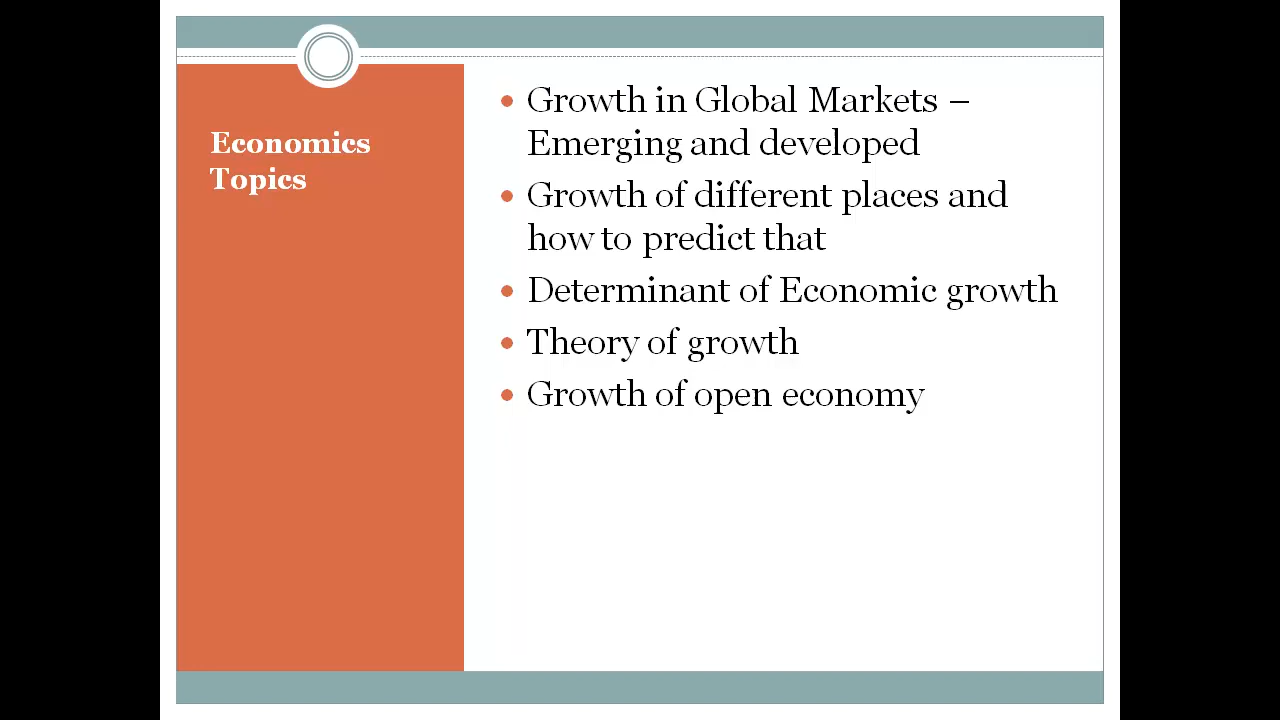 Economics
Topics
• Growth in Global Markets –
Emerging and developed
• Growth of different places and
how to predict that
• Determinant of Economic growth
• Theory of growth
• Growth of open economy